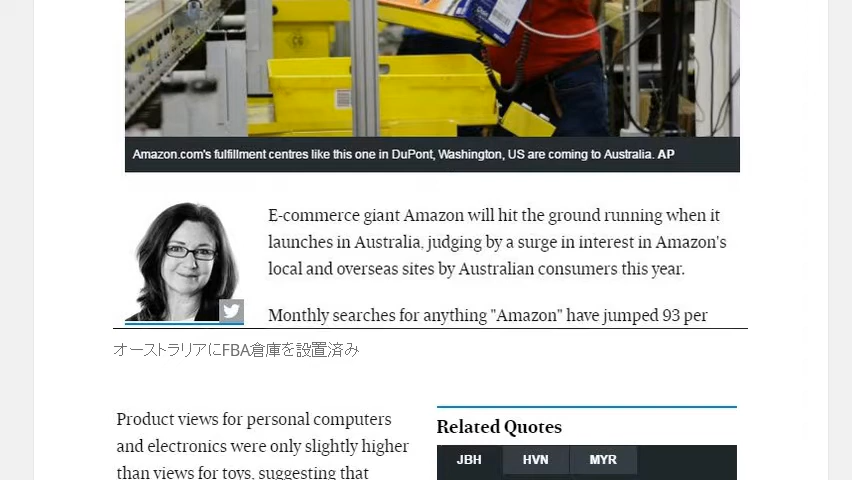 Amazon.com's fulfillment centres like this one in DuPont, Washington, US are coming to Australia. AP
E-commerce giant Amazon will hit the ground running when it
launches in Australia, judging by a surge in interest in Amazon's
local and overseas sites by Australian consumers this year.
Monthly searches for anything "Amazon" have jumped 93 per
オーストラリアにFBA倉庫を設置済み
Product views for personal computers
and electronics were only slightly higher
than views for toys, suggesting that
Related Quotes
JBH HVN MYR